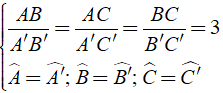 AB/A'B' = AC/A'C' = BC/B'C' = 3
Â = Â'; B̂ = B̂'; Ĉ = Ĉ'